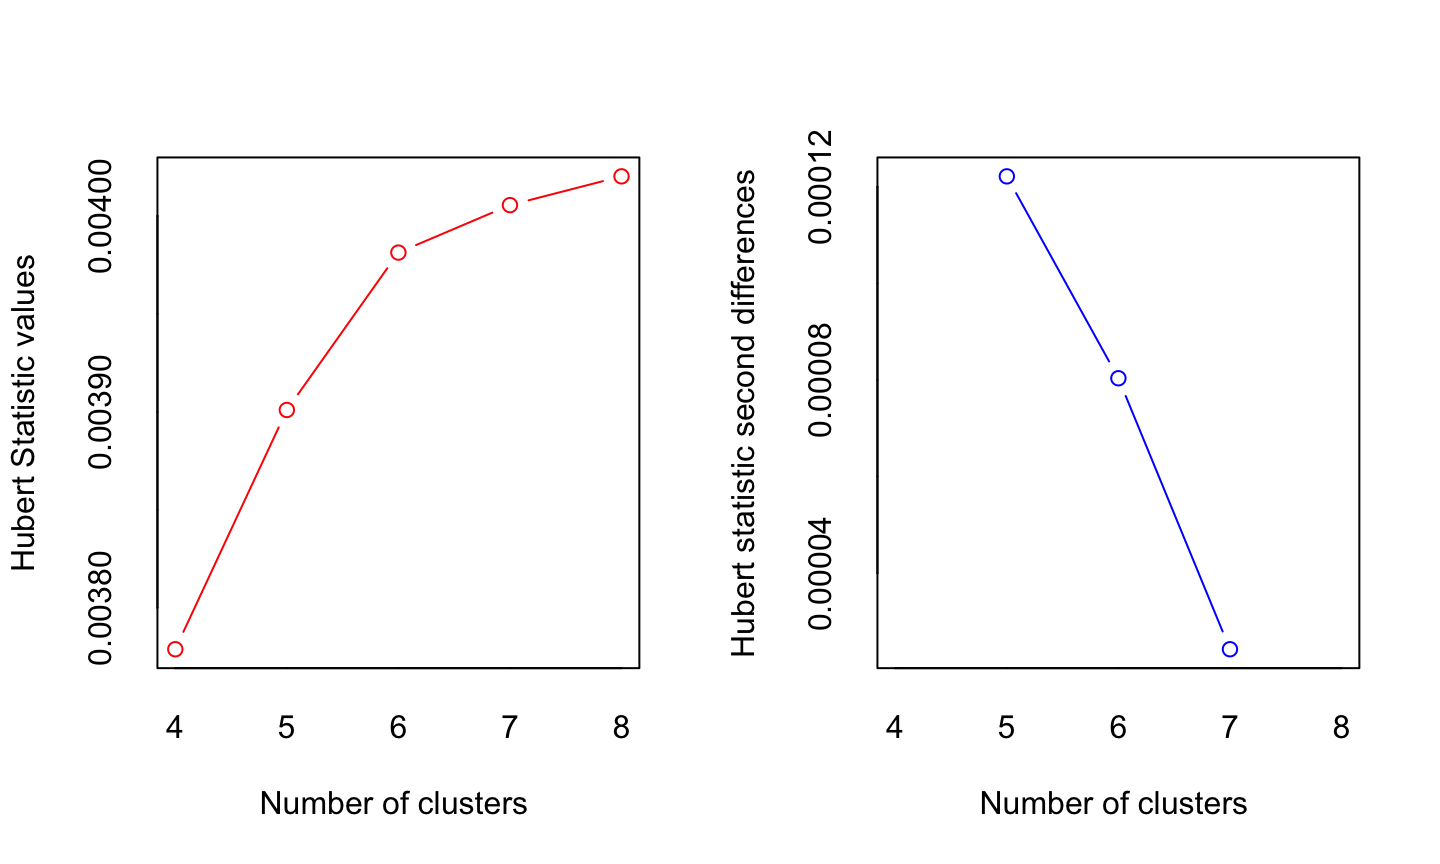 Hubert Statistic values
0.00380 0.00390 0.00400
4 5 6 7 8
Number of clusters
Hubert statistic second differences
0.00004 0.00008 0.00012
4 5 6 7 8
Number of clusters